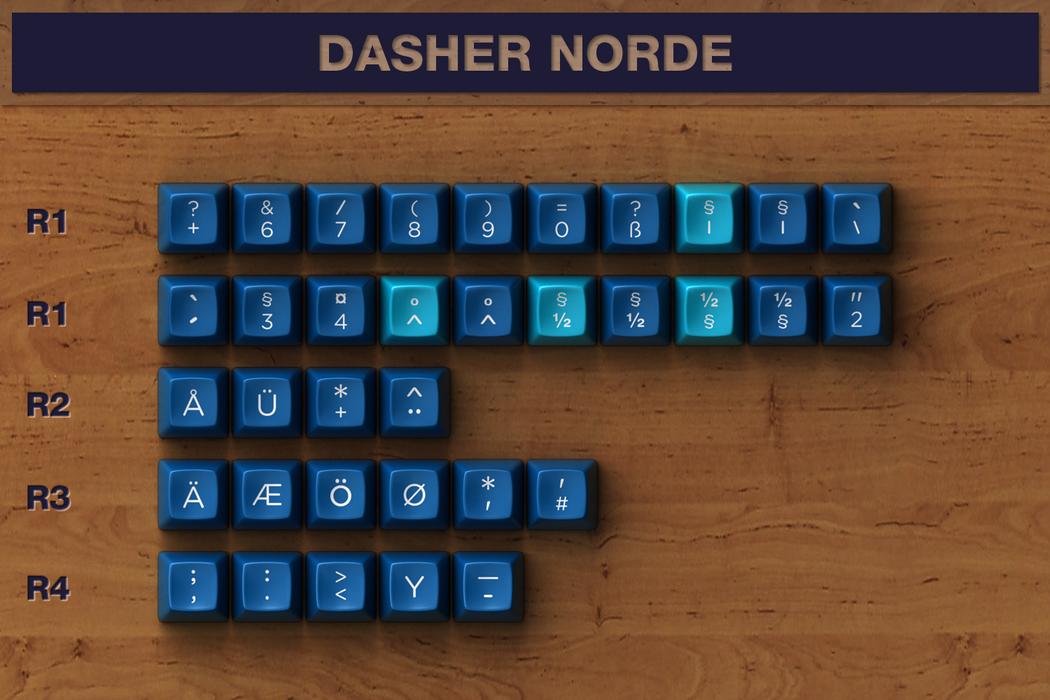 DASHER NORDE
R1
? & / ( ) = ? § § `
+ 6 7 8 9 0 ß | | \
R1
` § ¤ ° ° § § ½ ½ "
´ 3 4 ^ ^ ½ ½ § § 2
R2
Å Ü * ^
+ ¨
R3
Ä Æ Ö Ø * '
' #
R4
; : > Y —
, . < -